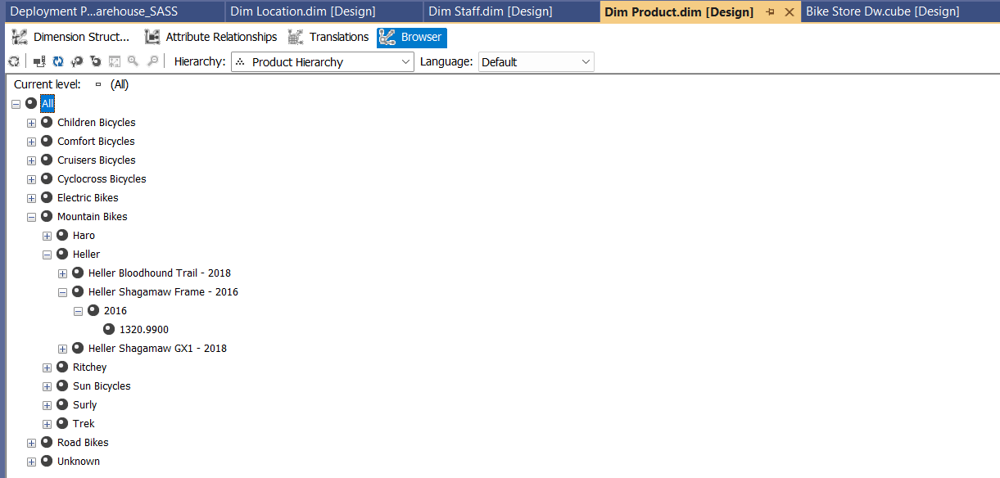 Deployment P...arehouse_SASS Dim Location.dim [Design] Dim Staff.dim [Design] Dim Product.dim [Design] Bike Store Dw.cube [Design]
Dimension Struct... Attribute Relationships Translations Browser
Hierarchy: Product Hierarchy Language: Default
Current level: (All)
All
Children Bicycles
Comfort Bicycles
Cruisers Bicycles
Cyclocross Bicycles
Electric Bikes
Mountain Bikes
Haro
Heller
Heller Bloodhound Trail - 2018
Heller Shagamaw Frame - 2016
2016
1320.9900
Heller Shagamaw GX1 - 2018
Ritchey
Sun Bicycles
Surly
Trek
Road Bikes
Unknown